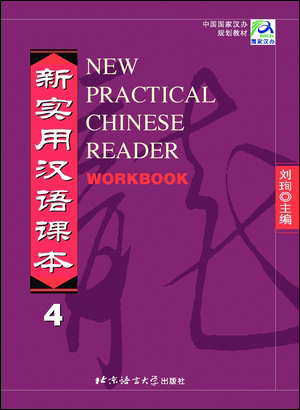 中国国家汉办
规划教材
国家汉办
新实用汉语课本
NEW
PRACTICAL
CHINESE
READER
WORKBOOK
刘珣◎主编
4
北京语言大学出版社